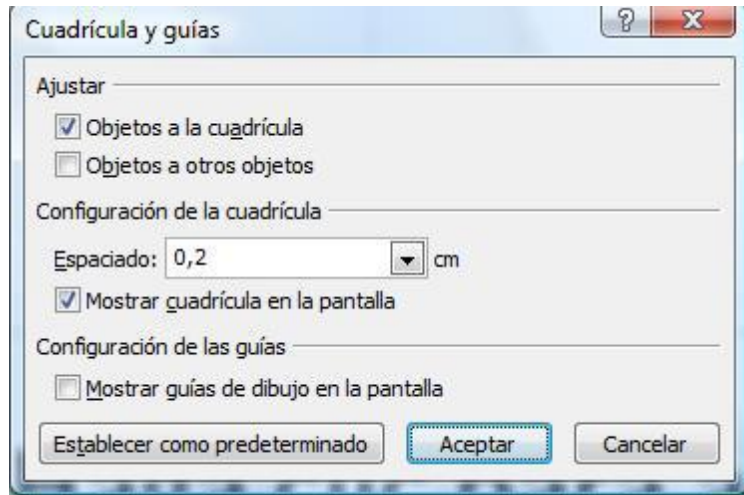 Cuadrícula y guías
Ajustar
Objetos a la cuadrícula
Objetos a otros objetos
Configuración de la cuadrícula
Espaciado: 0,2 cm
Mostrar cuadrícula en la pantalla
Configuración de las guías
Mostrar guías de dibujo en la pantalla
Establecer como predeterminado Aceptar Cancelar